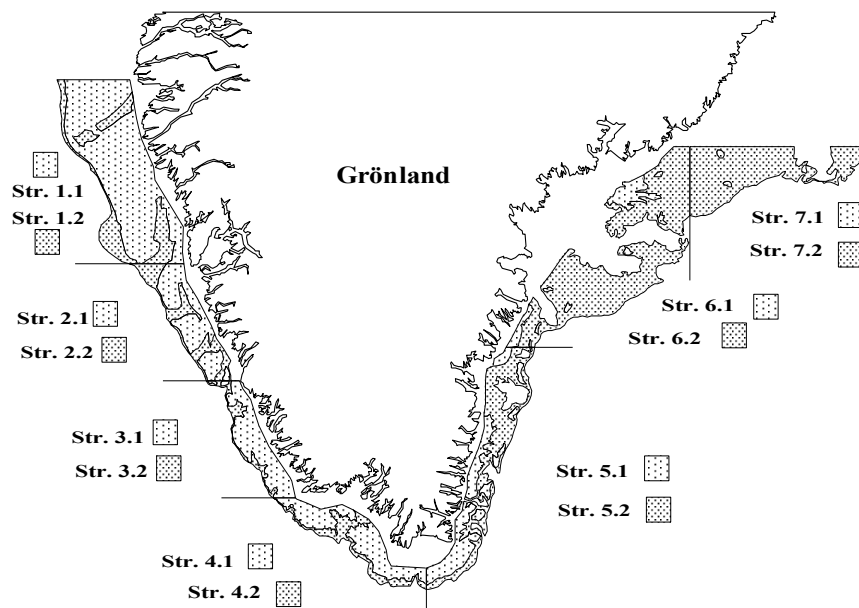 Grönland
Str. 1.1
Str. 1.2
Str. 2.1
Str. 2.2
Str. 3.1
Str. 3.2
Str. 4.1
Str. 4.2
Str. 7.1
Str. 7.2
Str. 6.1
Str. 6.2
Str. 5.1
Str. 5.2